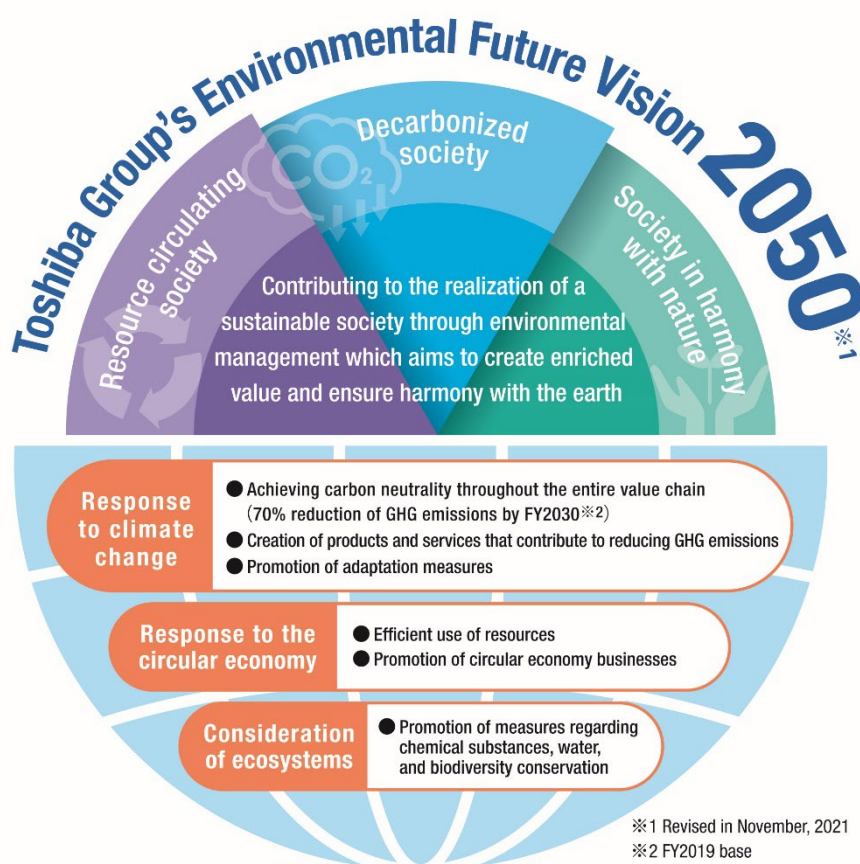 Toshiba Group's Environmental Future Vision 2050※1
Resource circulating
society
CO2
Decarbonized
society
Society in harmony
with nature
Contributing to the realization of a
sustainable society through environmental
management which aims to create enriched
value and ensure harmony with the earth
Response
to climate
change
● Achieving carbon neutrality throughout the entire value chain
(70% reduction of GHG emissions by FY2030※2)
● Creation of products and services that contribute to reducing GHG emissions
● Promotion of adaptation measures
Response to the
circular economy
● Efficient use of resources
● Promotion of circular economy businesses
Consideration
of ecosystems
● Promotion of measures regarding
chemical substances, water,
and biodiversity conservation
※1 Revised in November, 2021
※2 FY2019 base